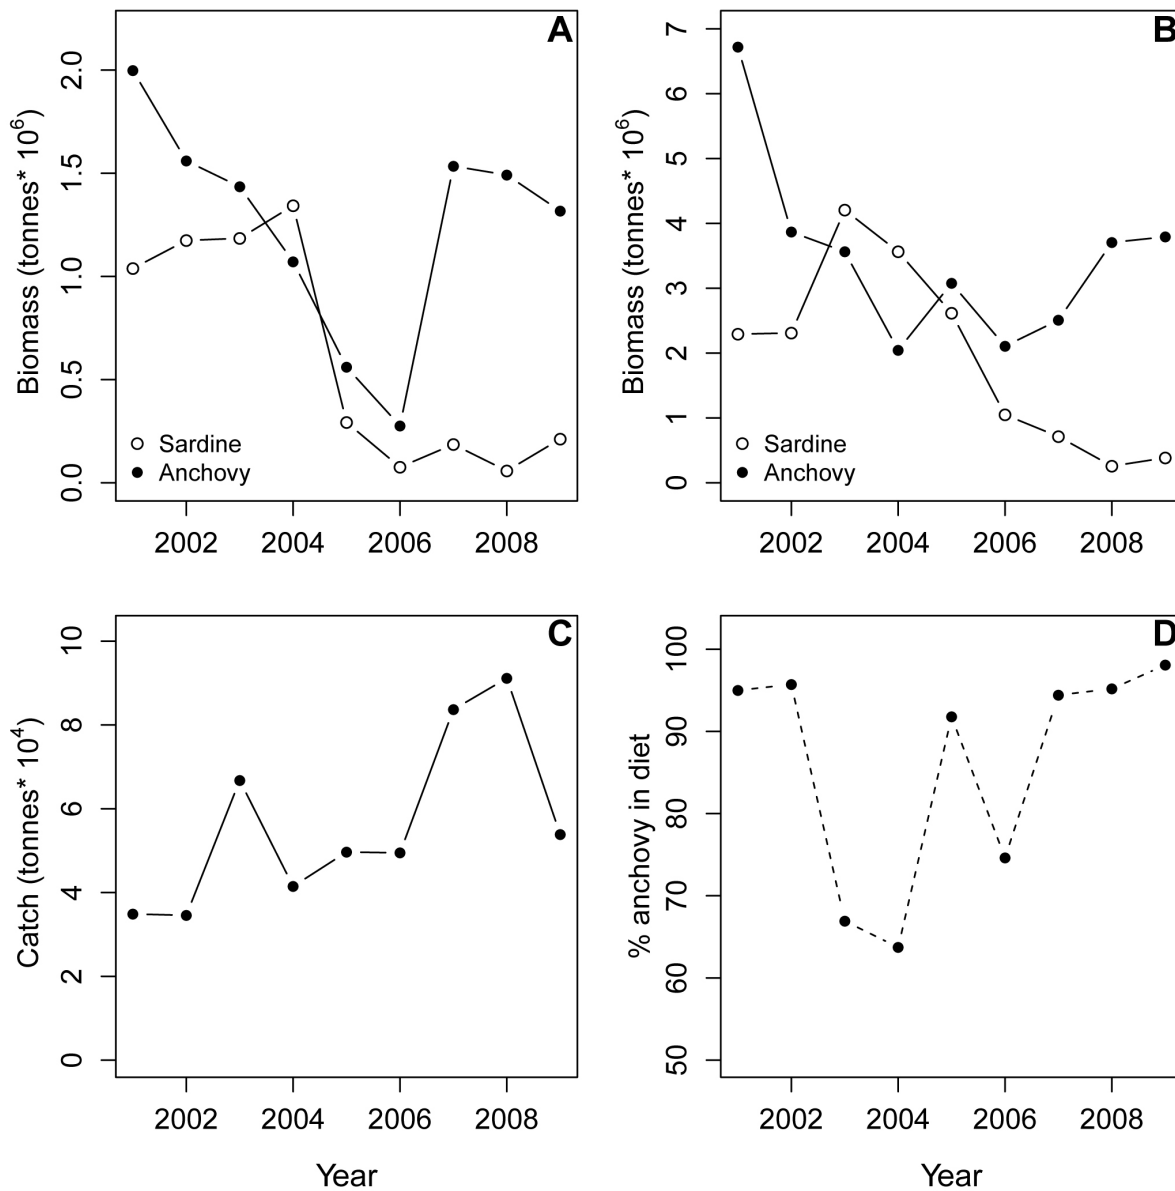 A
Biomass (tonnes* 10⁶)
2.0
1.5
1.0
0.5
0.0
Sardine
Anchovy
2002 2004 2006 2008
B
Biomass (tonnes* 10⁶)
7
6
5
4
3
2
1
0
Sardine
Anchovy
2002 2004 2006 2008
C
Catch (tonnes* 10⁴)
10
8
6
4
2
0
2002 2004 2006 2008
Year
D
% anchovy in diet
100
90
80
70
60
50
2002 2004 2006 2008
Year